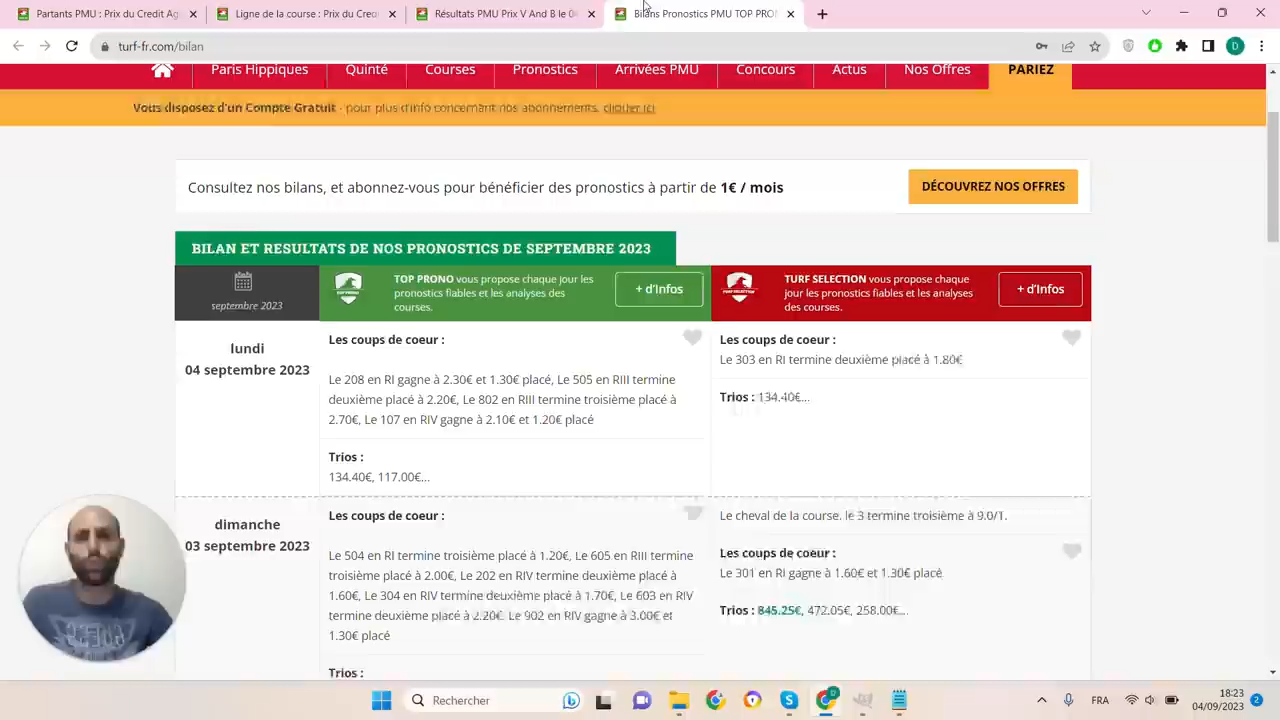 Partants PMU : Prix du Credit Ag
Ligne de la course : Prix du Cre
Résultats PMU Prix V And B le 0
Bilans Pronostics PMU TOP PRON
turf-fr.com/bilan
Paris Hippiques
Quinté
Courses
Pronostics
Arrivées PMU
Concours
Actus
Nos Offres
PARIEZ
Vous disposez d'un Compte Gratuit - pour plus d'info concernant nos abonnements. cliquer ici
Consultez nos bilans, et abonnez-vous pour bénéficier des pronostics à partir de 1€ / mois
DÉCOUVREZ NOS OFFRES
BILAN ET RESULTATS DE NOS PRONOSTICS DE SEPTEMBRE 2023
septembre 2023
TOP PRONO vous propose chaque jour les
pronostics fiables et les analyses des
courses.
+ d'Infos
TURF SELECTION vous propose chaque
jour les pronostics fiables et les analyses
des courses.
+ d'Infos
lundi
04 septembre 2023
Les coups de coeur :
Le 208 en RI gagne à 2.30€ et 1.30€ placé, Le 505 en RIII termine
deuxième placé à 2.20€, Le 802 en RIII termine troisième placé à
2.70€, Le 107 en RIV gagne à 2.10€ et 1.20€ placé
Trios :
134.40€, 117.00€...
Les coups de coeur :
Le 303 en RI termine deuxième placé à 1.80€
Trios : 134.40€...
dimanche
03 septembre 2023
Les coups de coeur :
Le 504 en RI termine troisième placé à 1.20€, Le 605 en RIII termine
troisième placé à 2.00€, Le 202 en RIV termine deuxième placé à
1.60€, Le 304 en RIV termine deuxième placé à 1.70€, Le 603 en RIV
termine deuxième placé à 2.20€ Le 902 en RIV gagne à 3.00€ et
1.30€ placé
Trios :
Le cheval de la course. le 3 termine troisième à 9.0/1.
Les coups de coeur :
Le 301 en RI gagne à 1.60€ et 1.30€ placé
Trios : 845.25€, 472.05€, 258.00€...
Rechercher
FRA
18:23
04/09/2023
2